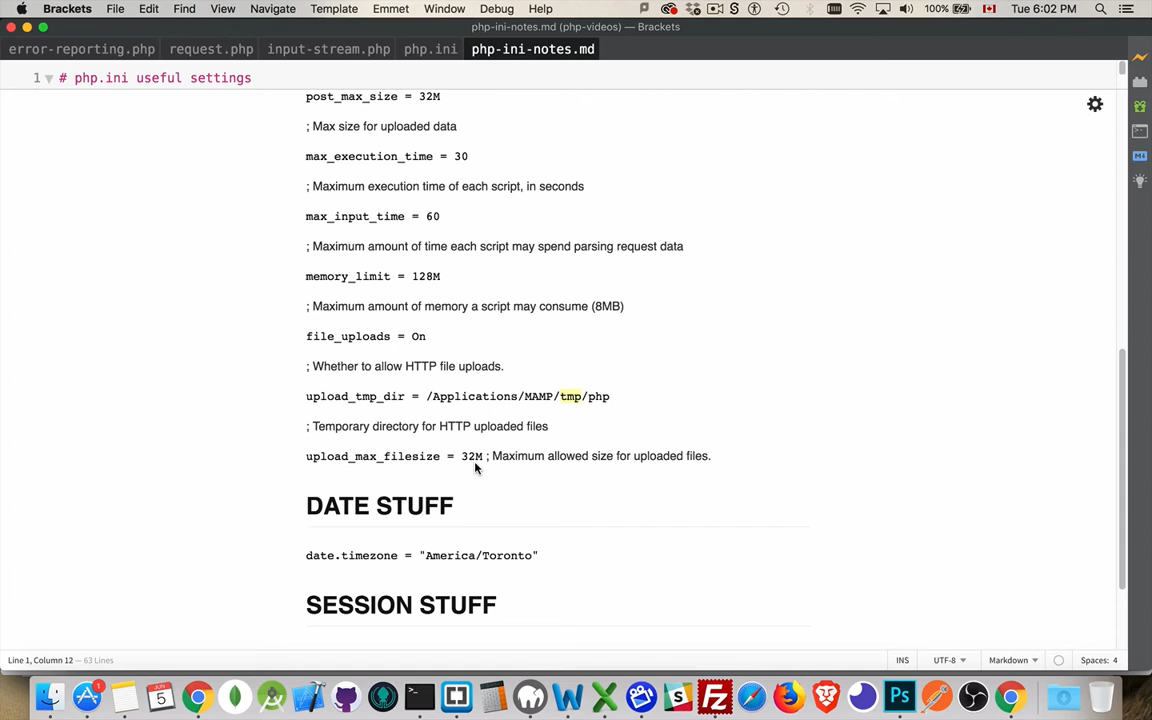 Brackets File Edit Find View Navigate Template Emmet Window Debug Help 100% Tue 6:02 PM
php-ini-notes.md (php-videos) — Brackets
error-reporting.php request.php input-stream.php php.ini php-ini-notes.md
1 # php.ini useful settings
post_max_size = 32M
; Max size for uploaded data
max_execution_time = 30
; Maximum execution time of each script, in seconds
max_input_time = 60
; Maximum amount of time each script may spend parsing request data
memory_limit = 128M
; Maximum amount of memory a script may consume (8MB)
file_uploads = On
; Whether to allow HTTP file uploads.
upload_tmp_dir = /Applications/MAMP/tmp/php
; Temporary directory for HTTP uploaded files
upload_max_filesize = 32M ; Maximum allowed size for uploaded files.
DATE STUFF
date.timezone = "America/Toronto"
SESSION STUFF
Line 1, Column 12 — 63 Lines INS UTF-8 Markdown Spaces: 4